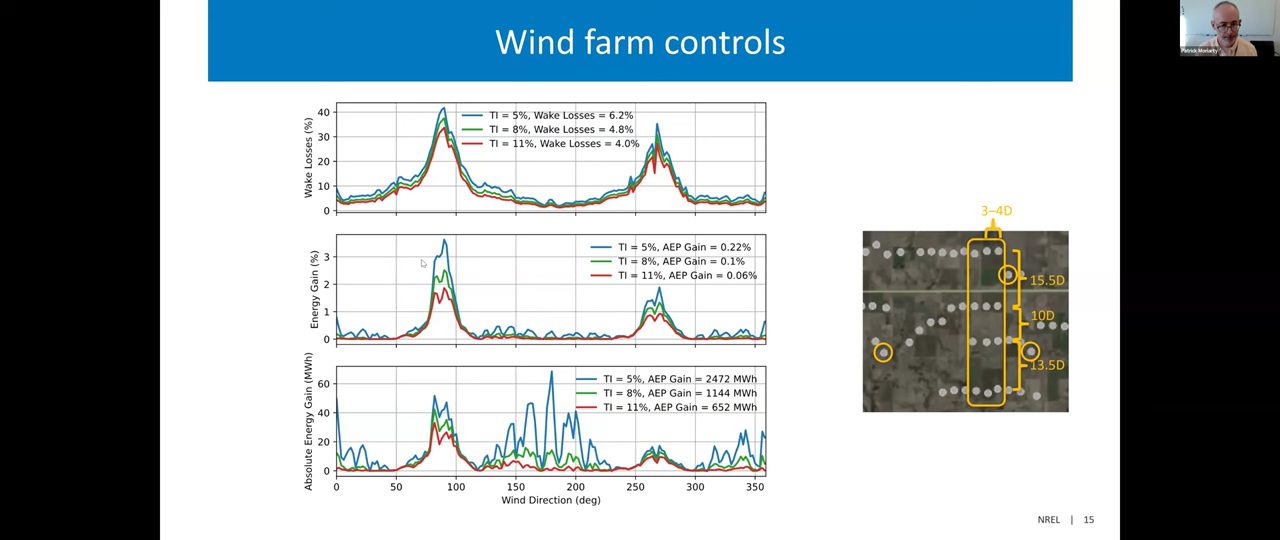 Wind farm controls
Patrick Moriarty
Wake Losses (%)
40
30
20
10
0
TI = 5%, Wake Losses = 6.2%
TI = 8%, Wake Losses = 4.8%
TI = 11%, Wake Losses = 4.0%
Energy Gain (%)
3
2
1
0
TI = 5%, AEP Gain = 0.22%
TI = 8%, AEP Gain = 0.1%
TI = 11%, AEP Gain = 0.06%
Absolute Energy Gain (MWh)
60
40
20
0
TI = 5%, AEP Gain = 2472 MWh
TI = 8%, AEP Gain = 1144 MWh
TI = 11%, AEP Gain = 652 MWh
0 50 100 150 200 250 300 350
Wind Direction (deg)
3–4D
15.5D
10D
13.5D
NREL | 15